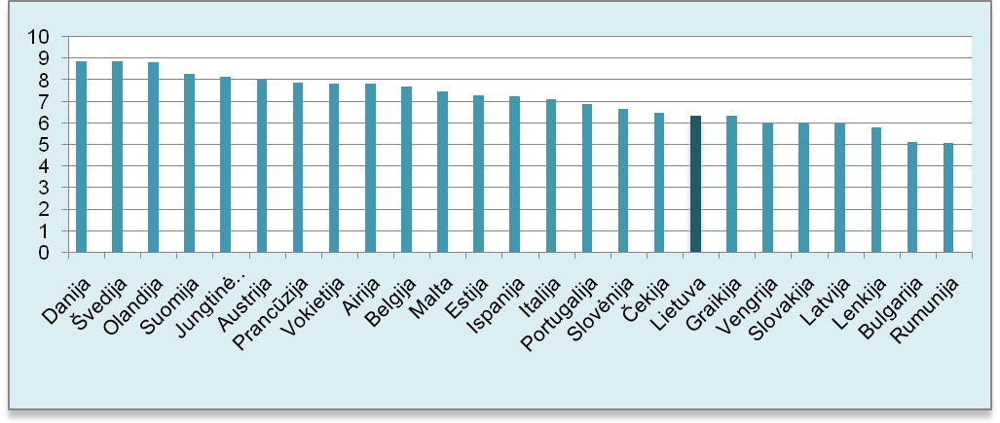 10
9
8
7
6
5
4
3
2
1
0
Danija
Švedija
Olandija
Suomija
Jungtinė..
Austrija
Prancūzija
Vokietija
Airija
Belgija
Malta
Estija
Ispanija
Italija
Portugalija
Slovėnija
Čekija
Lietuva
Graikija
Vengrija
Slovakija
Latvija
Lenkija
Bulgarija
Rumunija